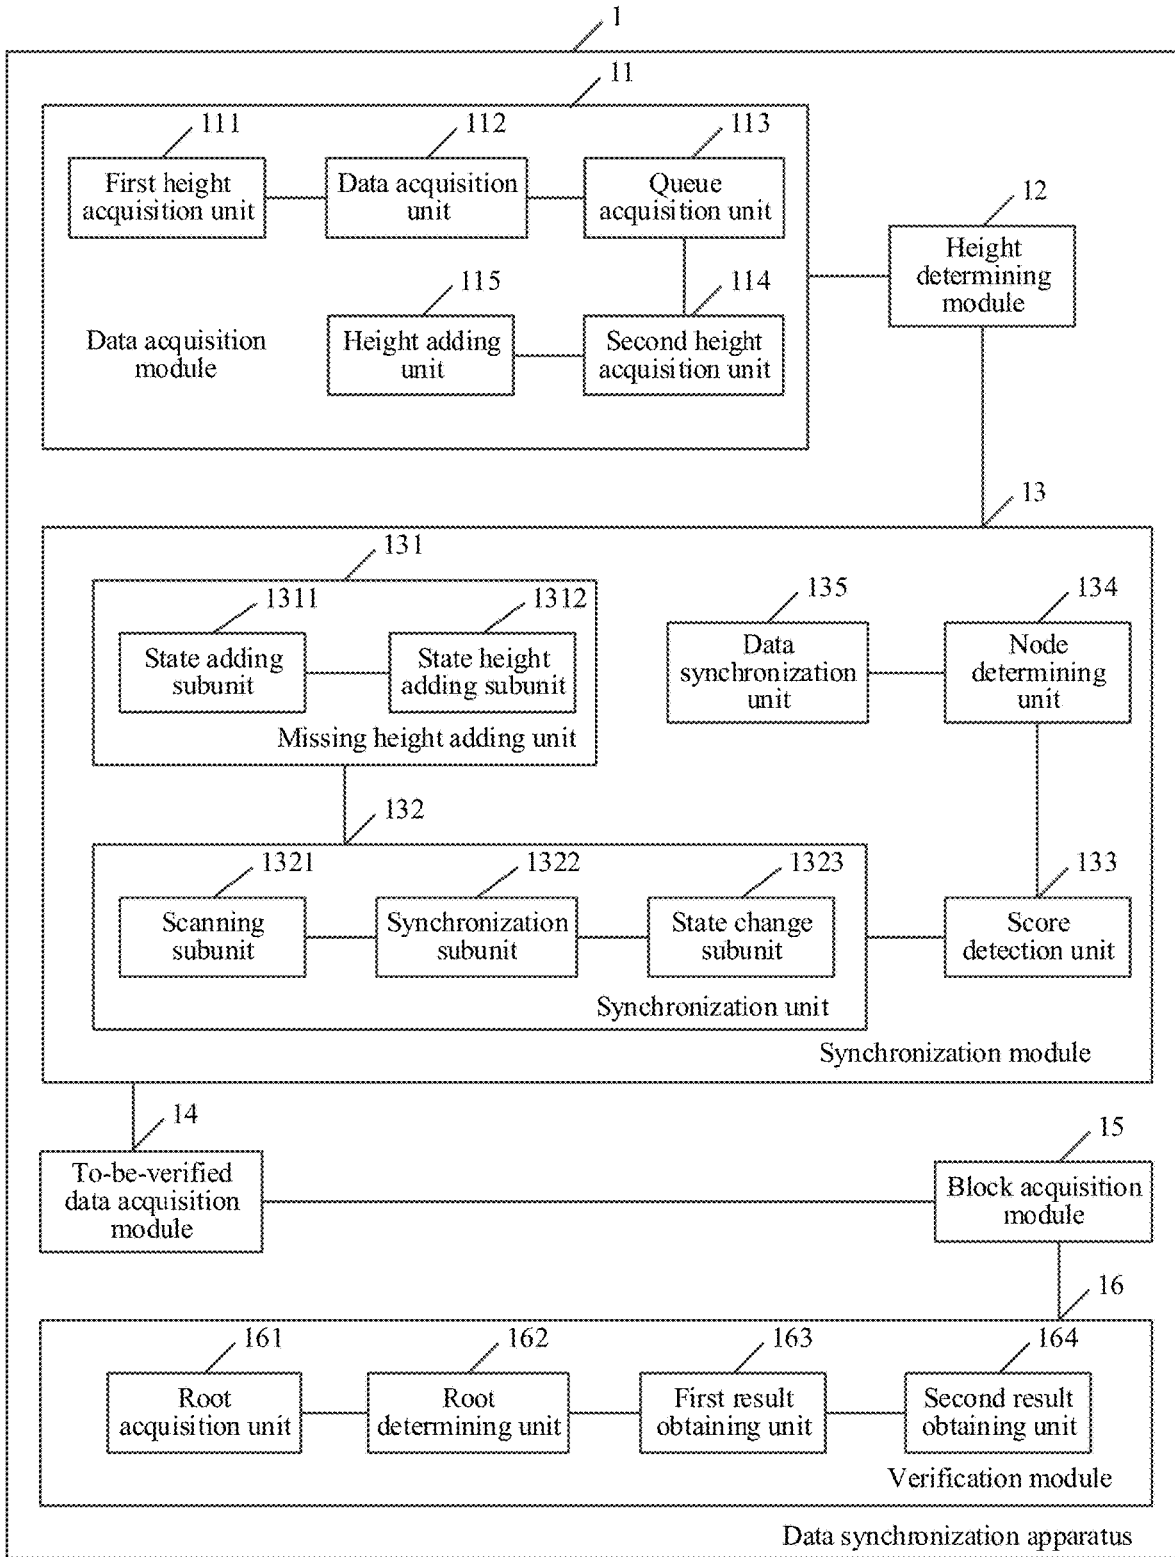 1
11
111
112
113
First height
acquisition unit
Data acquisition
unit
Queue
acquisition unit
12
Height
determining
module
115
114
Data acquisition
module
Height adding
unit
Second height
acquisition unit
13
131
1311
1312
State adding
subunit
State height
adding subunit
Missing height adding unit
135
134
Data
synchronization
unit
Node
determining
unit
132
1321
1322
1323
133
Scanning
subunit
Synchronization
subunit
State change
subunit
Score
detection unit
Synchronization unit
Synchronization module
14
15
To-be-verified
data acquisition
module
Block acquisition
module
16
161
162
163
164
Root
acquisition unit
Root
determining unit
First result
obtaining unit
Second result
obtaining unit
Verification module
Data synchronization apparatus